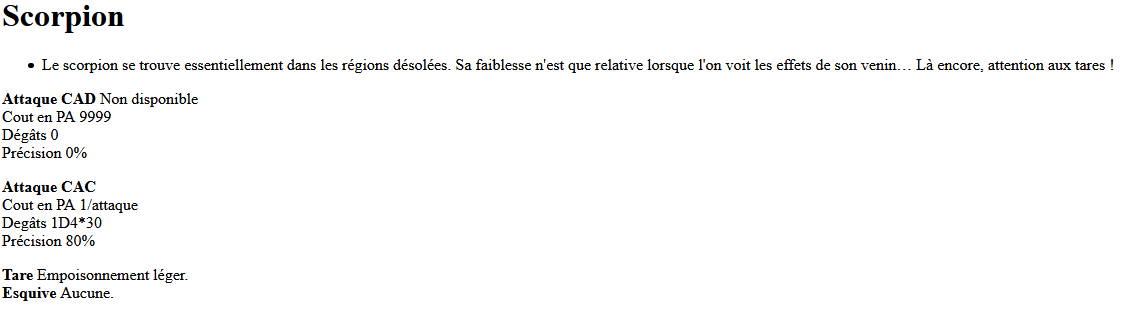 Scorpion
Le scorpion se trouve essentiellement dans les régions désolées. Sa faiblesse n'est que relative lorsque l'on voit les effets de son venin… Là encore, attention aux tares !
Attaque CAD Non disponible
Cout en PA 9999
Dégâts 0
Précision 0%
Attaque CAC
Cout en PA 1/attaque
Degâts 1D4*30
Précision 80%
Tare Empoisonnement léger.
Esquive Aucune.